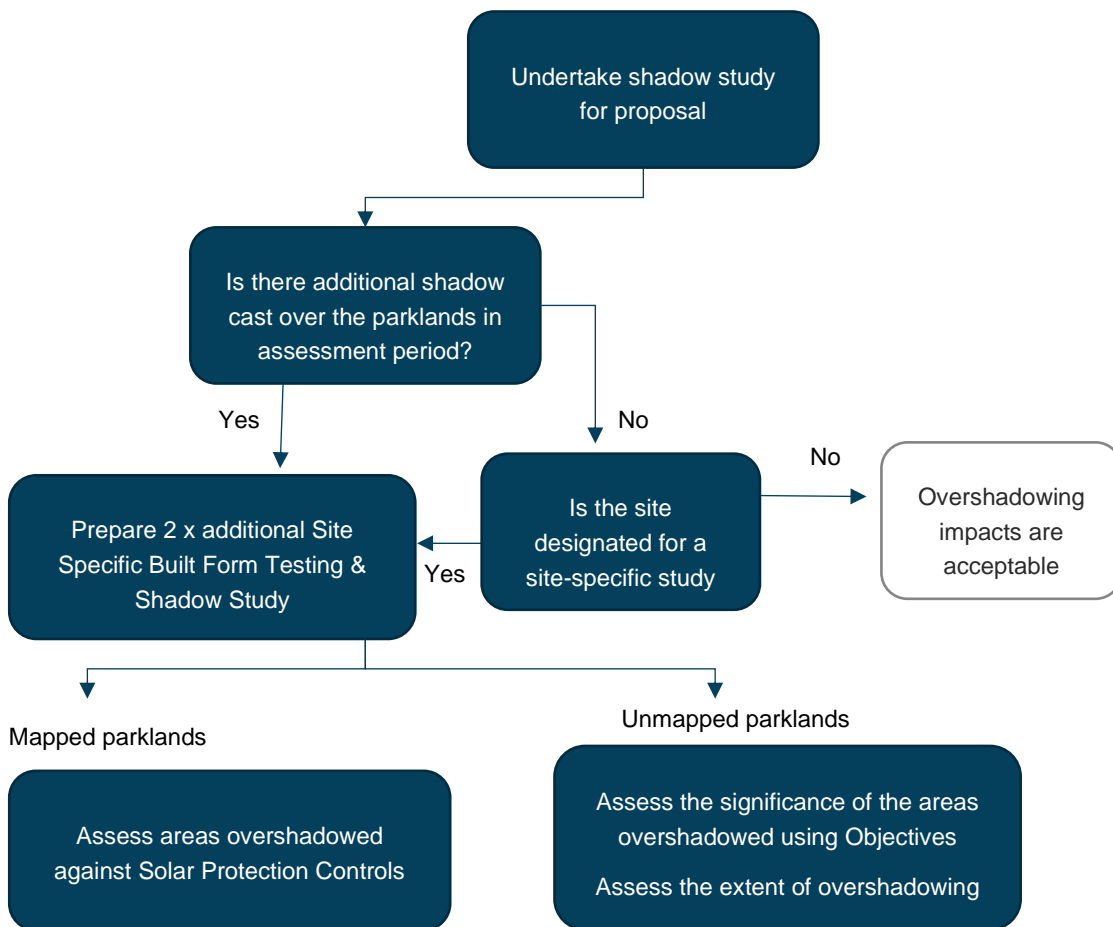 Undertake shadow study
for proposal
Is there additional shadow
cast over the parklands in
assessment period?
Yes
No
No
Prepare 2 x additional Site
Specific Built Form Testing &
Shadow Study
Yes
Is the site
designated for a
site-specific study
Overshadowing
impacts are
acceptable
Mapped parklands
Unmapped parklands
Assess areas overshadowed
against Solar Protection Controls
Assess the significance of the areas
overshadowed using Objectives
Assess the extent of overshadowing